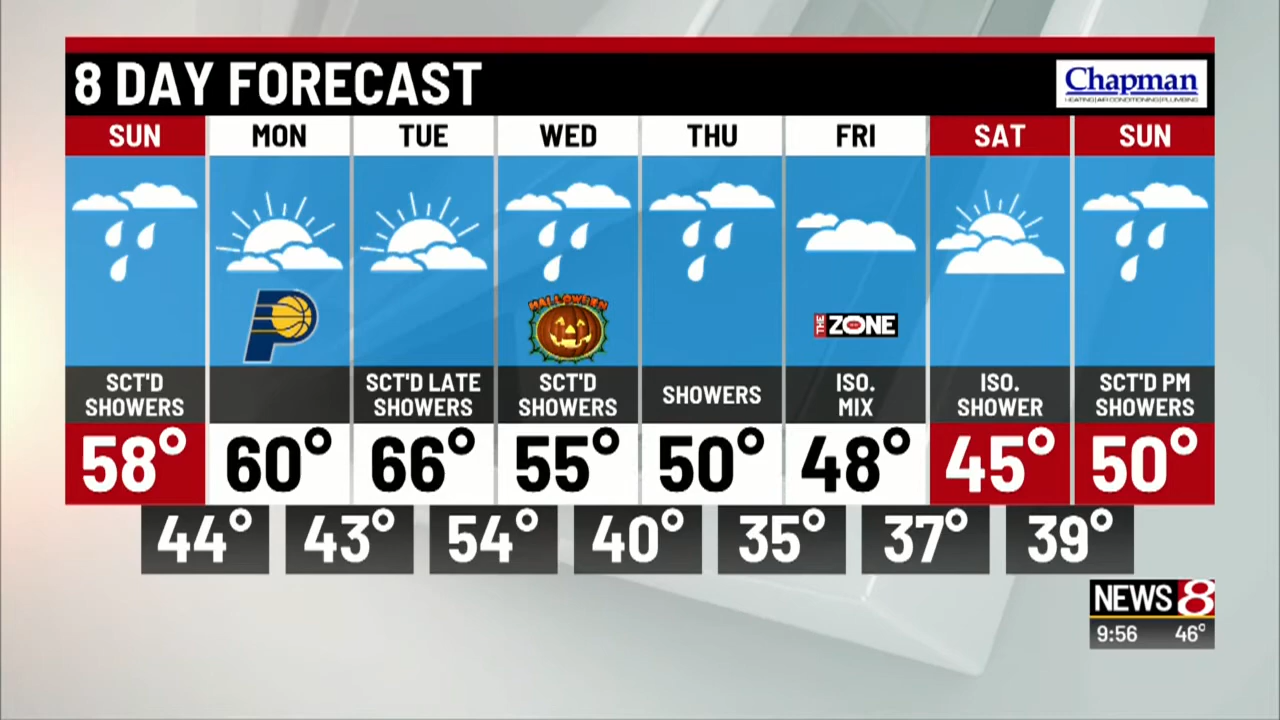 8 DAY FORECAST
Chapman
HEATING|AIR CONDITIONING|PLUMBING
SUN MON TUE WED THU FRI SAT SUN
HALLOWEEN
THE ZONE
SCT'D
SHOWERS
SCT'D LATE
SHOWERS
SCT'D
SHOWERS
SHOWERS
ISO.
MIX
ISO.
SHOWER
SCT'D PM
SHOWERS
58° 60° 66° 55° 50° 48° 45° 50°
44° 43° 54° 40° 35° 37° 39°
NEWS 8
9:56 46°